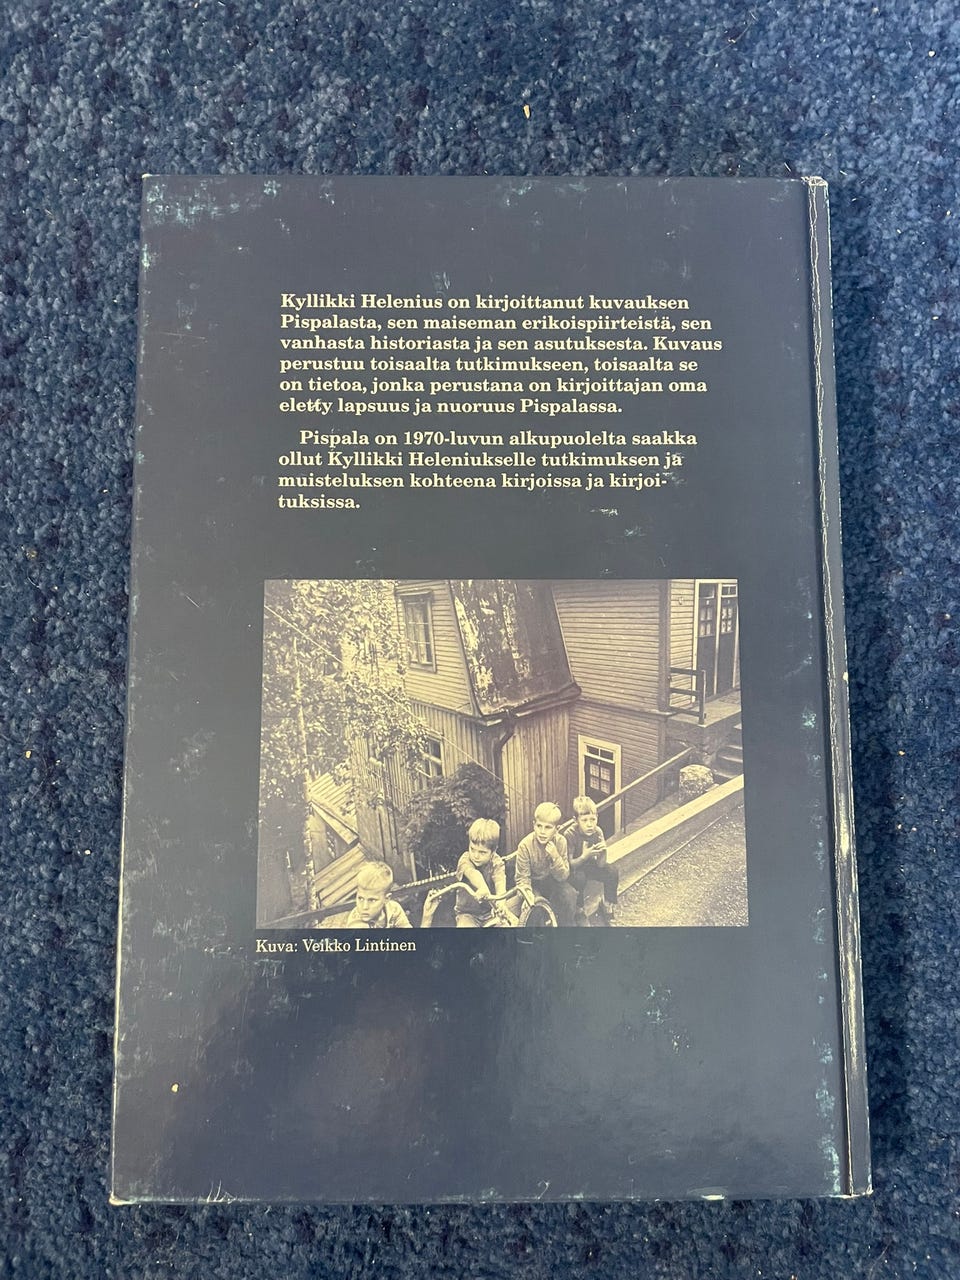 Kyllikki Helenius on kirjoittanut kuvauksen
Pispalasta, sen maiseman erikoispiirteistä, sen
vanhasta historiasta ja sen asutuksesta. Kuvaus
perustuu toisaalta tutkimukseen, toisaalta se
on tietoa, jonka perustana on kirjoittajan oma
eletty lapsuus ja nuoruus Pispalassa.
Pispala on 1970-luvun alkupuolelta saakka
ollut Kyllikki Heleniukselle tutkimuksen ja
muisteluksen kohteena kirjoissa ja kirjoi-
tuksissa.
Kuva: Veikko Lintinen